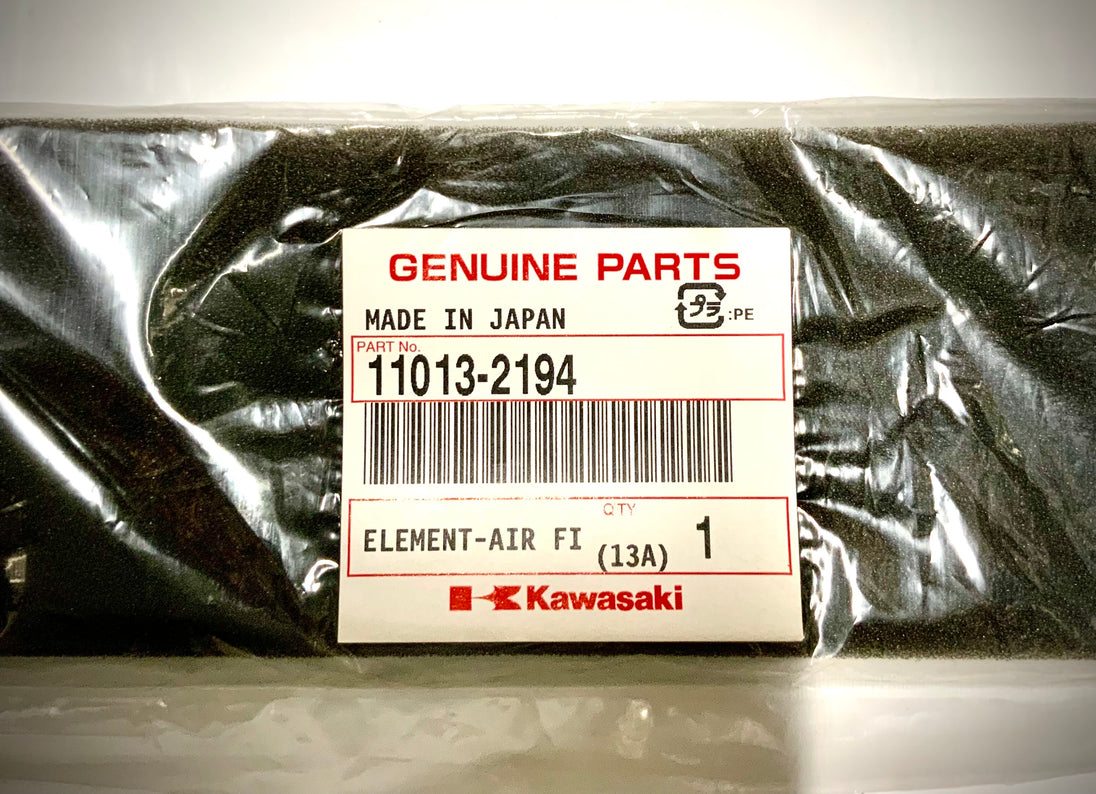 GENUINE PARTS
MADE IN JAPAN
プラ :PE
PART No.
11013-2194
QTY
ELEMENT-AIR FI (13A) 1
Kawasaki